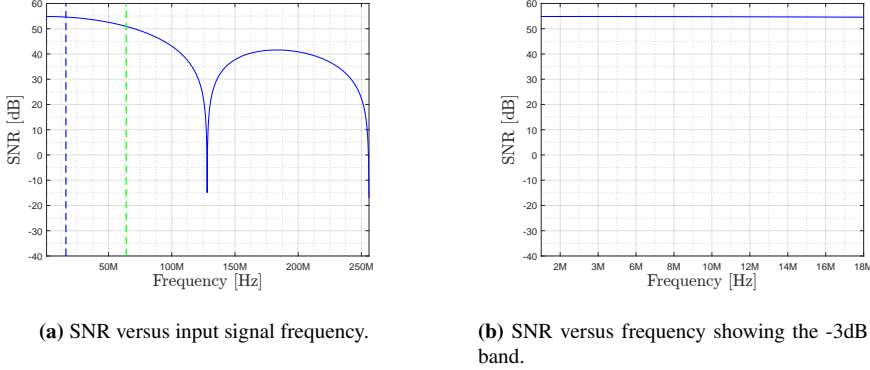 60
50
40
30
20
10
0
-10
-20
-30
-40
SNR [dB]
50M 100M 150M 200M 250M
Frequency [Hz]
(a) SNR versus input signal frequency.
60
50
40
30
20
10
0
-10
-20
-30
-40
SNR [dB]
2M 3M 6M 8M 10M 12M 14M 16M 18M
Frequency [Hz]
(b) SNR versus frequency showing the -3dB
band.